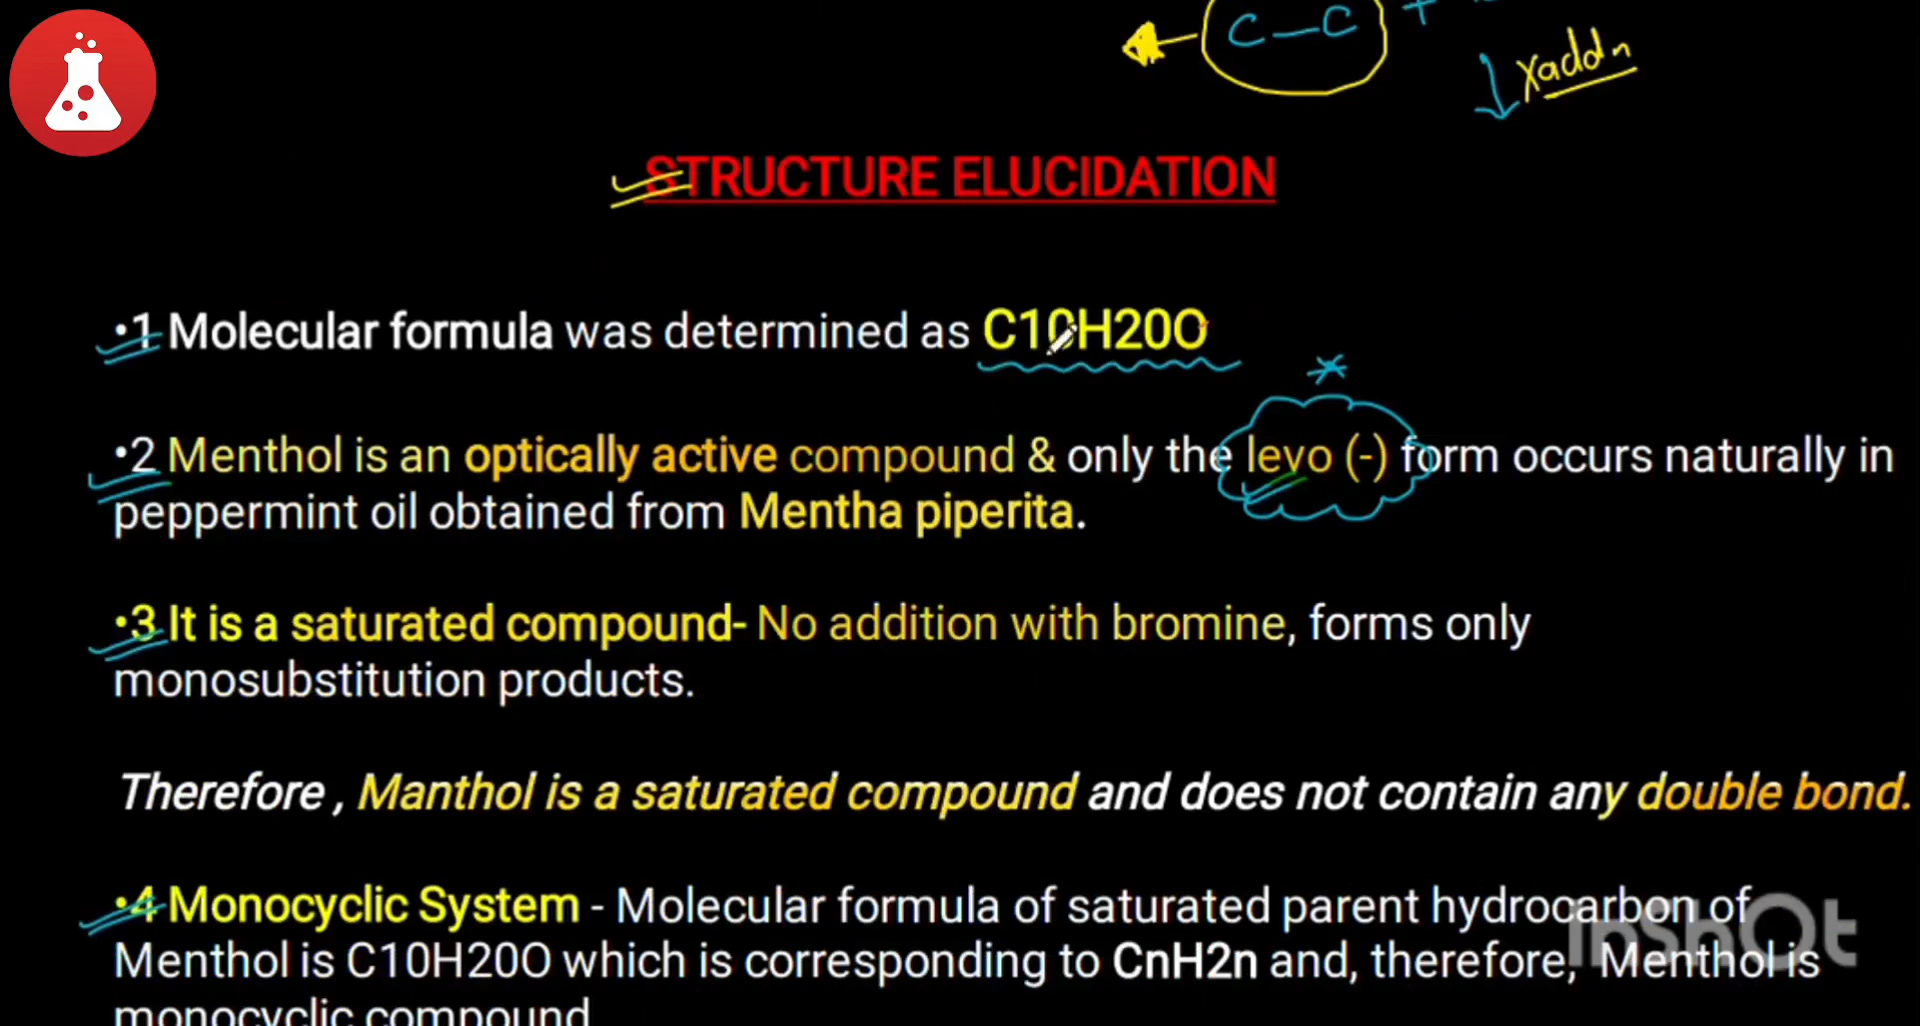 C–C +
Xaddn
STRUCTURE ELUCIDATION
•1 Molecular formula was determined as C10H20O
•2 Menthol is an optically active compound & only the levo (-) form occurs naturally in
peppermint oil obtained from Mentha piperita.
•3 It is a saturated compound- No addition with bromine, forms only
monosubstitution products.
Therefore , Manthol is a saturated compound and does not contain any double bond.
•4 Monocyclic System - Molecular formula of saturated parent hydrocarbon of
Menthol is C10H20O which is corresponding to CnH2n and, therefore, Menthol is
monocyclic compound
InShOt